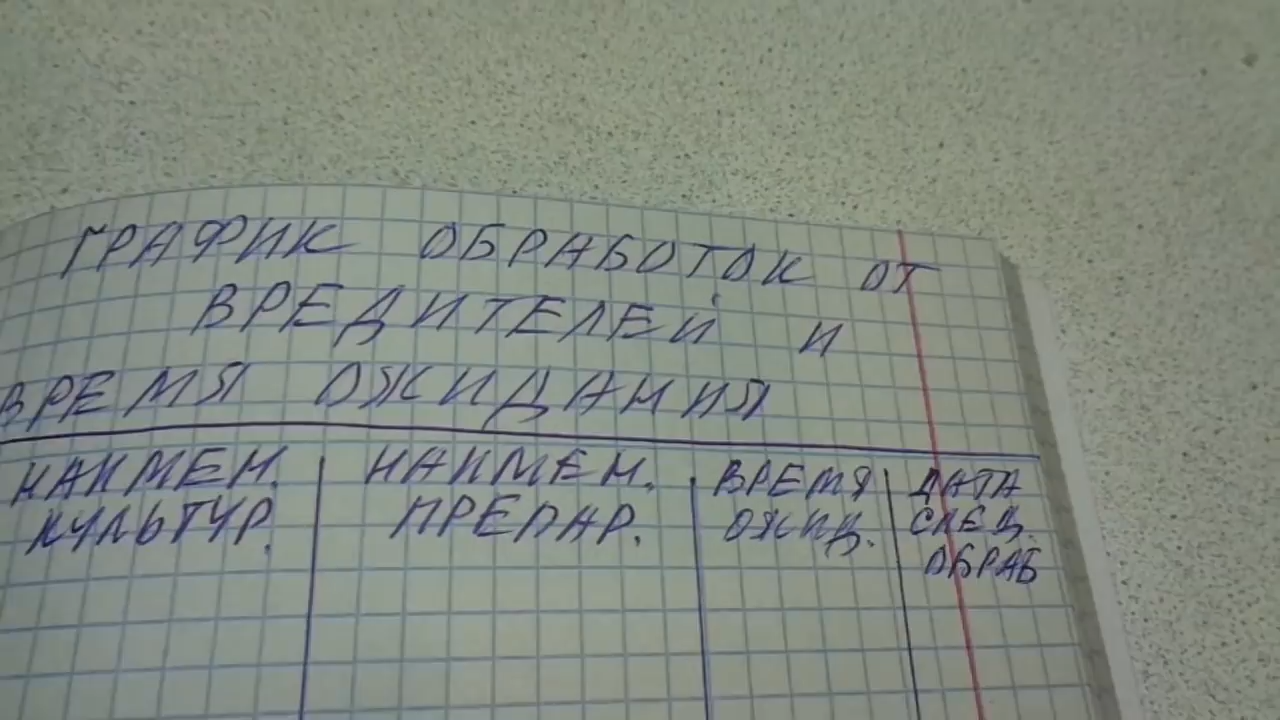 ГРАФИК ОБРАБОТОК ОТ
ВРЕДИТЕЛЕЙ И
ВРЕМЯ ОЖИДАНИЯ
НАИМЕН. НАИМЕН. ВРЕМЯ ДАТА
КУЛЬТУР. ПРЕПАР. ОЖИД. СЛЕД.
ОБРАБ